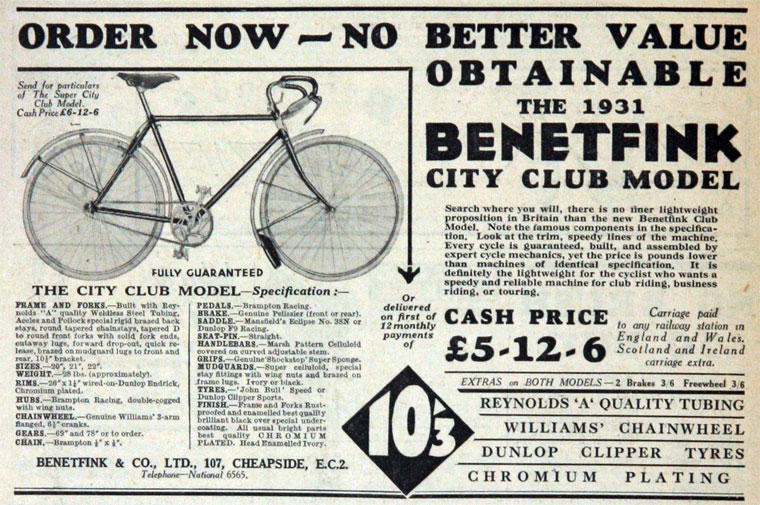 ORDER NOW — NO BETTER VALUE
OBTAINABLE
THE 1931
BENETFINK
CITY CLUB MODEL
Send for particulars
of The Super City
Club Model.
Cash Price £6-12-6
FULLY GUARANTEED
Search where you will, there is no finer lightweight
proposition in Britain than the new Benetfink Club
Model. Note the famous components in the specifica-
tion. Look at the trim, speedy lines of the machine.
Every cycle is guaranteed, built, and assembled by
expert cycle mechanics, yet the price is pounds lower
than machines of identical specification. It is
definitely the lightweight for the cyclist who wants a
speedy and reliable machine for club riding, business
riding, or touring.
THE CITY CLUB MODEL—Specification:—
FRAME AND FORKS.—Built with Rey-
nolds "A" quality Weldless Steel Tubing,
Accles and Pollock special rigid brazed back
stays, round tapered chainstays, tapered D
to round front forks with solid fork ends,
cutaway lugs, forward drop-out, quick re-
lease, brazed on mudguard lugs to front and
rear, 10½" bracket.
SIZES.—20", 21", 22".
WEIGHT.—28 lbs. (approximately).
RIMS.—26" x 1¼" wired-on-Dunlop Endrick,
Chromium plated.
HUBS.—Brampton Racing, double-cogged
with wing nuts.
CHAINWHEEL.—Genuine Williams' 3-arm
flanged, 6½" cranks.
GEARS.—69" and 78" or to order.
CHAIN.—Brampton ½" x ⅛".
PEDALS.—Brampton Racing.
BRAKE.—Genuine Pelissier (front or rear).
SADDLE.—Mansfield's Eclipse No. 38N or
Dunlop F9 Racing.
SEAT-PIN.—Straight.
HANDLEBARS.—Marsh Pattern Celluloid
covered on curved adjustable stem.
GRIPS.—Genuine 'Shockstop' Super Sponge.
MUDGUARDS.—Super celluloid, special
stay fittings with wing nuts and brazed on
frame lugs. Ivory or black.
TYRES.—'John Bull' Speed or
Dunlop Clipper Sports.
FINISH.—Frame and Forks Rust-
proofed and enamelled best quality
brilliant black over special under-
coating. All usual bright parts
best quality CHROMIUM
PLATED. Head Enamelled Ivory.
BENETFINK & CO., LTD., 107, CHEAPSIDE, E.C.2.
Telephone—National 6565.
Or
delivered
on first of
12 monthly
payments
of
10'3
CASH PRICE
£5-12-6
Carriage paid
to any railway station in
England and Wales.
Scotland and Ireland
carriage extra.
EXTRAS on BOTH MODELS— 2 Brakes 3/6 Freewheel 3/6
REYNOLDS 'A' QUALITY TUBING
WILLIAMS' CHAINWHEEL
DUNLOP CLIPPER TYRES
CHROMIUM PLATING